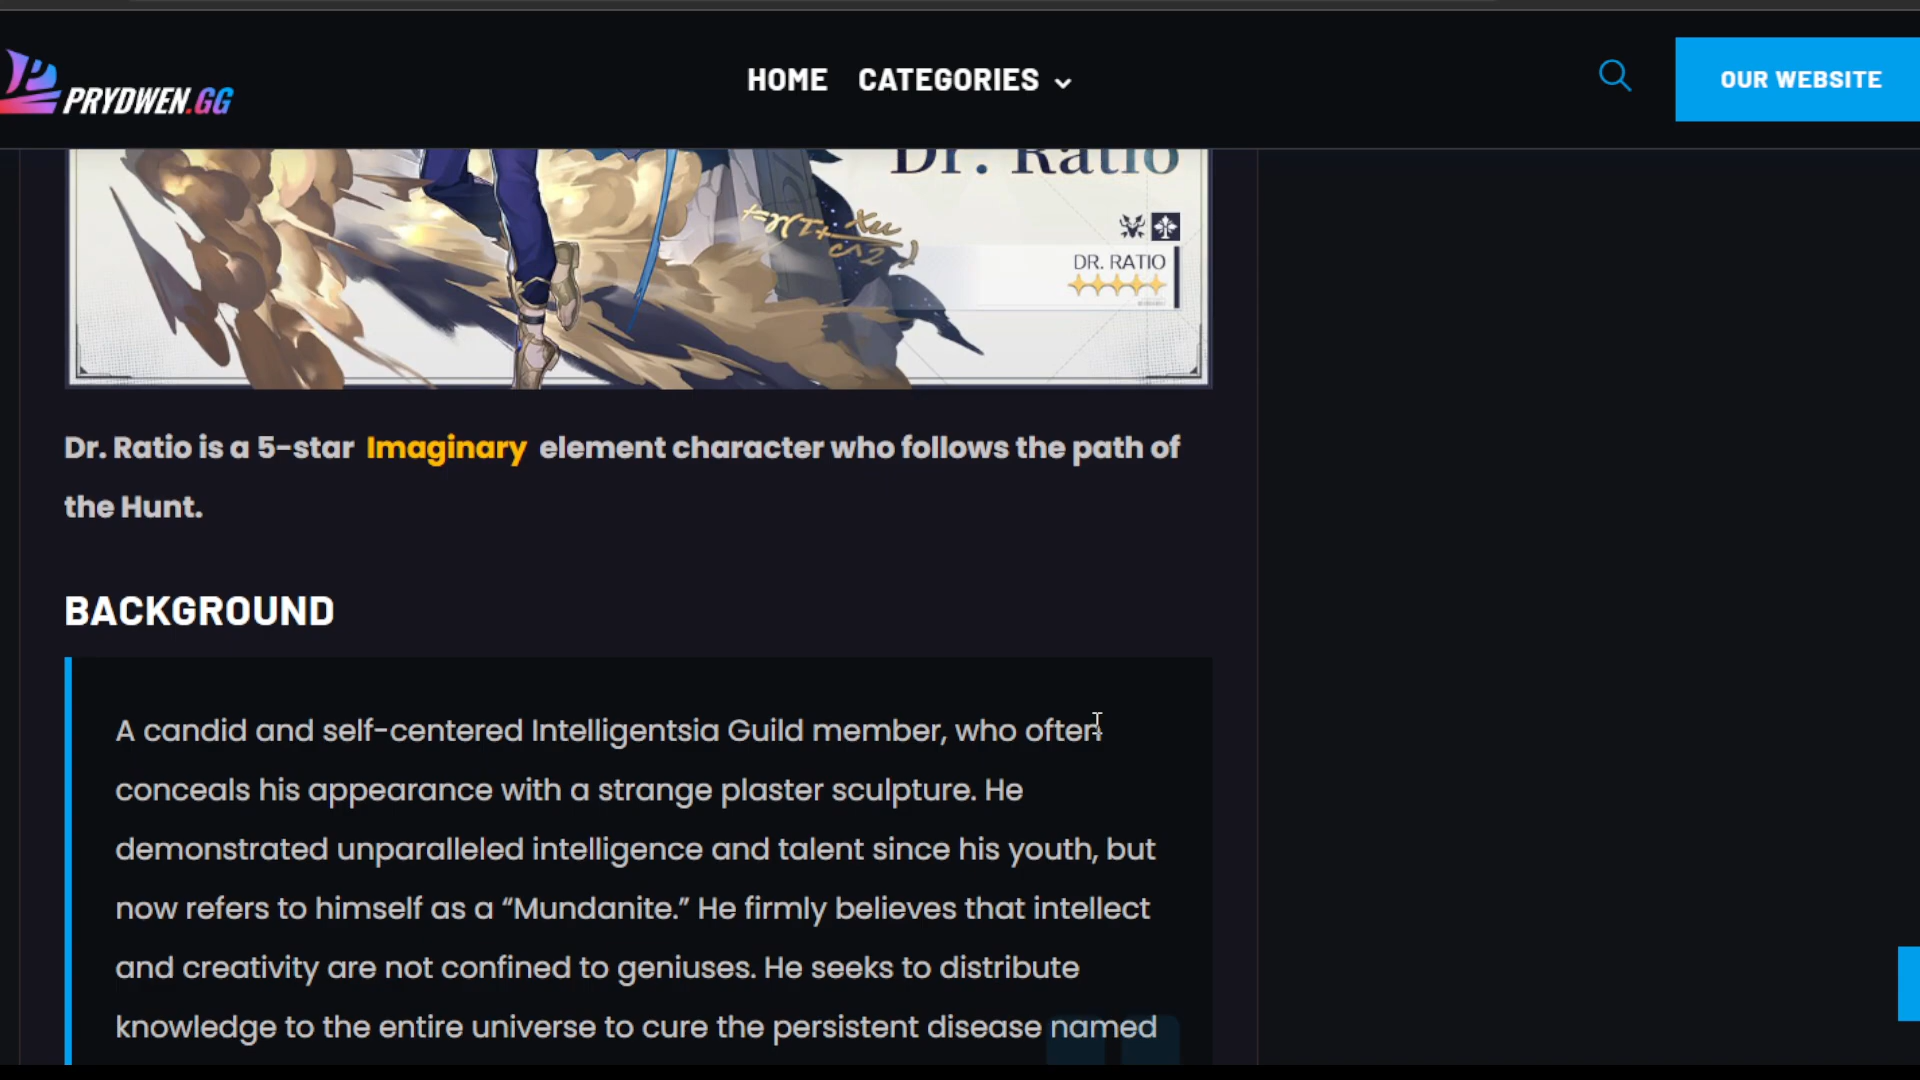 PRYDWEN.GG
HOME CATEGORIES
OUR WEBSITE
Dr. Ratio
DR. RATIO
Dr. Ratio is a 5-star Imaginary element character who follows the path of
the Hunt.
BACKGROUND
A candid and self-centered Intelligentsia Guild member, who often
conceals his appearance with a strange plaster sculpture. He
demonstrated unparalleled intelligence and talent since his youth, but
now refers to himself as a “Mundanite.” He firmly believes that intellect
and creativity are not confined to geniuses. He seeks to distribute
knowledge to the entire universe to cure the persistent disease named